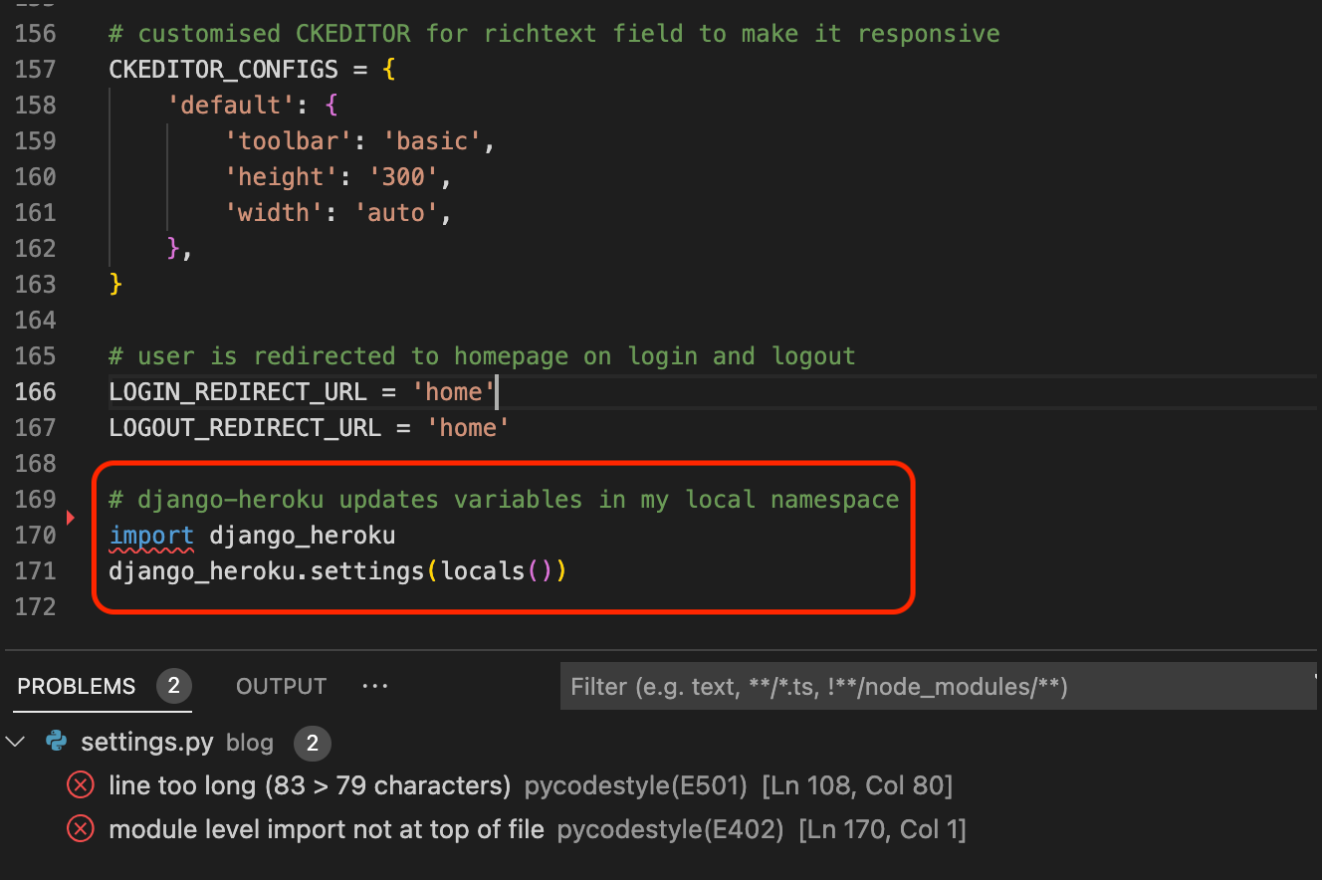 156 # customised CKEDITOR for richtext field to make it responsive
157 CKEDITOR_CONFIGS = {
158     'default': {
159         'toolbar': 'basic',
160         'height': '300',
161         'width': 'auto',
162     },
163 }
164
165 # user is redirected to homepage on login and logout
166 LOGIN_REDIRECT_URL = 'home'
167 LOGOUT_REDIRECT_URL = 'home'
168
169 # django-heroku updates variables in my local namespace
170 import django_heroku
171 django_heroku.settings(locals())
172
PROBLEMS 2 OUTPUT ··· Filter (e.g. text, **/*.ts, !**/node_modules/**)
settings.py blog 2
line too long (83 > 79 characters) pycodestyle(E501) [Ln 108, Col 80]
module level import not at top of file pycodestyle(E402) [Ln 170, Col 1]